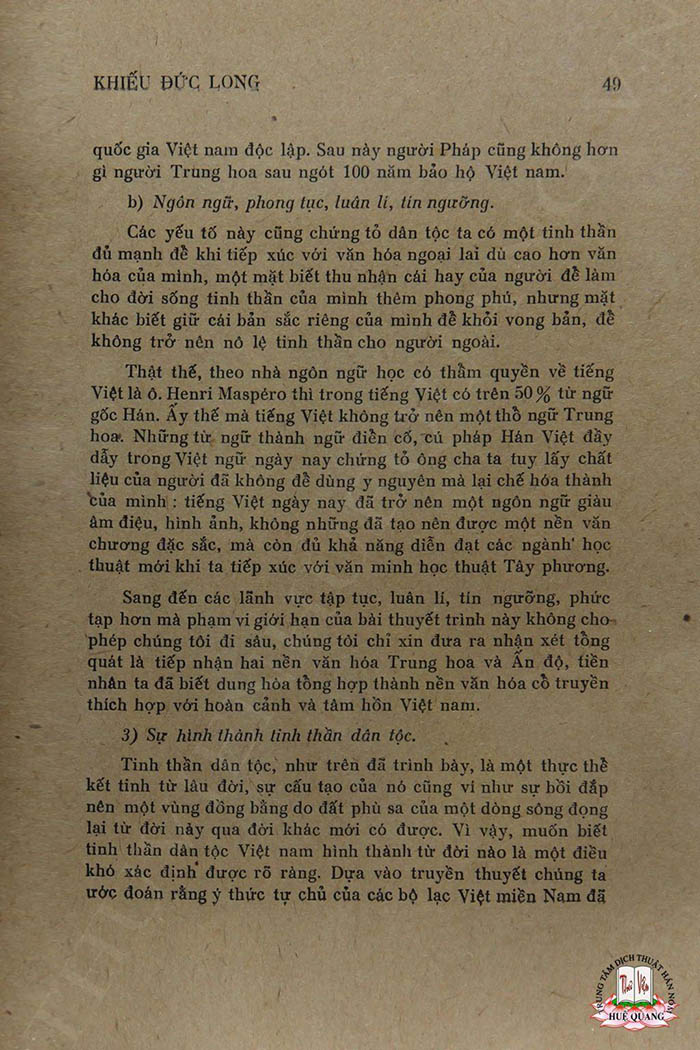 KHIẾU ĐỨC LONG 49
quốc gia Việt nam độc lập. Sau này người Pháp cũng không hơn
gì người Trung hoa sau ngót 100 năm bảo hộ Việt nam.
b) Ngôn ngữ, phong tục, luân lí, tín ngưỡng.
Các yếu tố này cũng chứng tỏ dân tộc ta có một tinh thần
đủ mạnh để khi tiếp xúc với văn hóa ngoại lai dù cao hơn văn
hóa của mình, một mặt biết thu nhận cái hay của người để làm
cho đời sống tinh thần của mình thêm phong phú, nhưng mặt
khác biết giữ cái bản sắc riêng của mình để khỏi vong bản, để
không trở nên nô lệ tinh thần cho người ngoài.
Thật thế, theo nhà ngôn ngữ học có thẩm quyền về tiếng
Việt là ô. Henri Maspéro thì trong tiếng Việt có trên 50% từ ngữ
gốc Hán. Ấy thế mà tiếng Việt không trở nên một thổ ngữ Trung
hoa. Những từ ngữ thành ngữ điển cố, cú pháp Hán Việt đầy
dẫy trong Việt ngữ ngày nay chứng tỏ ông cha ta tuy lấy chất
liệu của người đã không để dùng y nguyên mà lại chế hóa thành
của mình : tiếng Việt ngày nay đã trở nên một ngôn ngữ giàu
âm điệu, hình ảnh, không những đã tạo nên được một nền văn
chương đặc sắc, mà còn đủ khả năng diễn đạt các ngành học
thuật mới khi ta tiếp xúc với văn minh học thuật Tây phương.
Sang đến các lãnh vực tập tục, luân lí, tín ngưỡng, phức
tạp hơn mà phạm vi giới hạn của bài thuyết trình này không cho
phép chúng tôi đi sâu, chúng tôi chỉ xin đưa ra nhận xét tổng
quát là tiếp nhận hai nền văn hóa Trung hoa và Ấn độ, tiền
nhân ta đã biết dung hòa tổng hợp thành nền văn hóa cổ truyền
thích hợp với hoàn cảnh và tâm hồn Việt nam.
3) Sự hình thành tinh thần dân tộc.
Tinh thần dân tộc, như trên đã trình bày, là một thực thể
kết tinh từ lâu đời, sự cấu tạo của nó cũng ví như sự bồi đắp
nên một vùng đồng bằng do đất phù sa của một dòng sông đọng
lại từ đời này qua đời khác mới có được. Vì vậy, muốn biết
tinh thần dân tộc Việt nam hình thành từ đời nào là một điều
khó xác định được rõ ràng. Dựa vào truyền thuyết chúng ta
ước đoán rằng ý thức tự chủ của các bộ lạc Việt miền Nam đã
TRUNG TÂM DỊCH THUẬT HÁN NÔM
Thư Viện
HUỆ QUANG